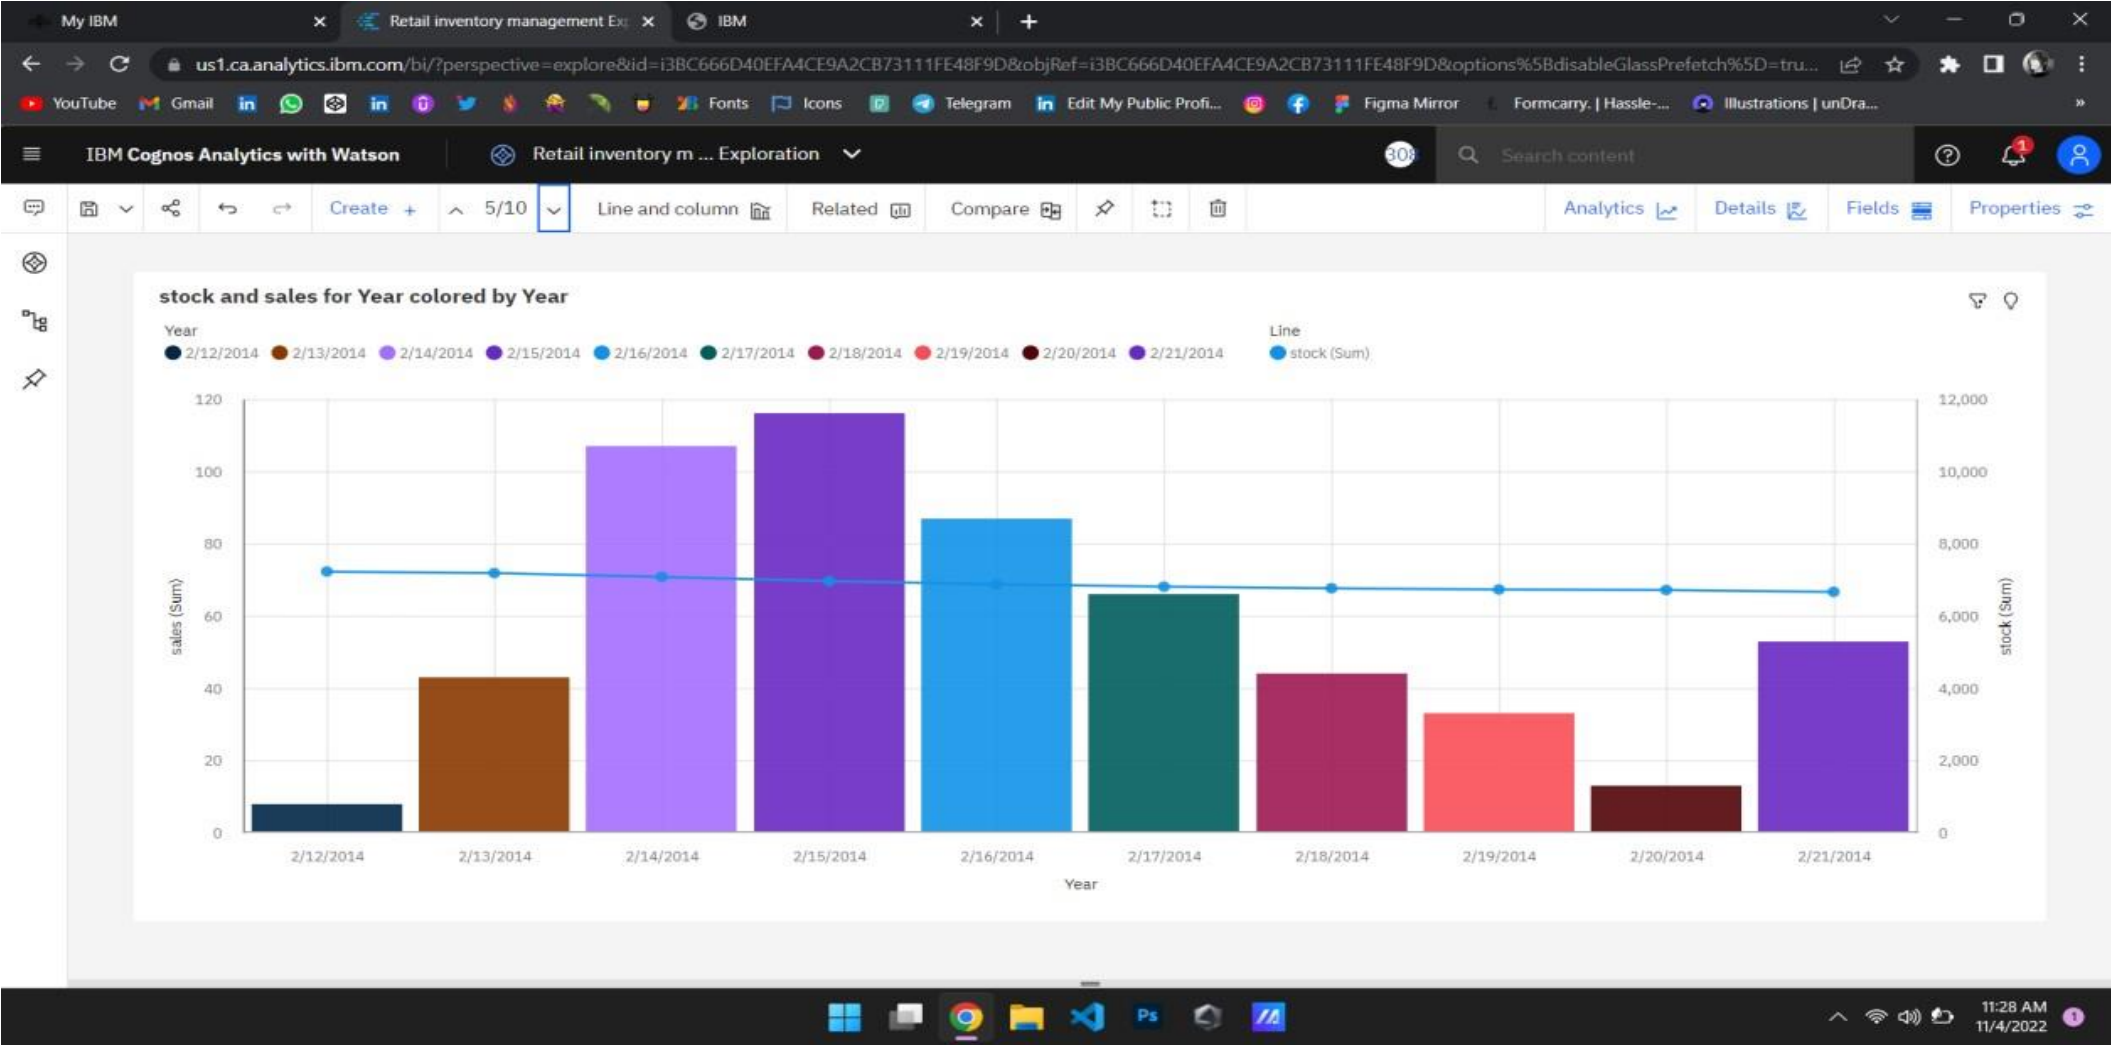 My IBM
Retail inventory management Ex
IBM
us1.ca.analytics.ibm.com/bi/?perspective=explore&id=i3BC666D40EFA4CE9A2CB73111FE48F9D&objRef=i3BC666D40EFA4CE9A2CB73111FE48F9D&options%5BdisableGlassPrefetch%5D=tru...
YouTube Gmail Fonts Icons Telegram Edit My Public Profi... Figma Mirror Formcarry. | Hassle-... Illustrations | unDra... »
IBM Cognos Analytics with Watson
Retail inventory m ... Exploration
308
Search content
1
Create + 5/10 Line and column Related Compare Analytics Details Fields Properties
stock and sales for Year colored by Year
Year
2/12/2014 2/13/2014 2/14/2014 2/15/2014 2/16/2014 2/17/2014 2/18/2014 2/19/2014 2/20/2014 2/21/2014
Line
stock (Sum)
120
100
80
60
40
20
0
sales (Sum)
12,000
10,000
8,000
6,000
4,000
2,000
0
stock (Sum)
2/12/2014 2/13/2014 2/14/2014 2/15/2014 2/16/2014 2/17/2014 2/18/2014 2/19/2014 2/20/2014 2/21/2014
Year
Ps
11:28 AM
11/4/2022
1